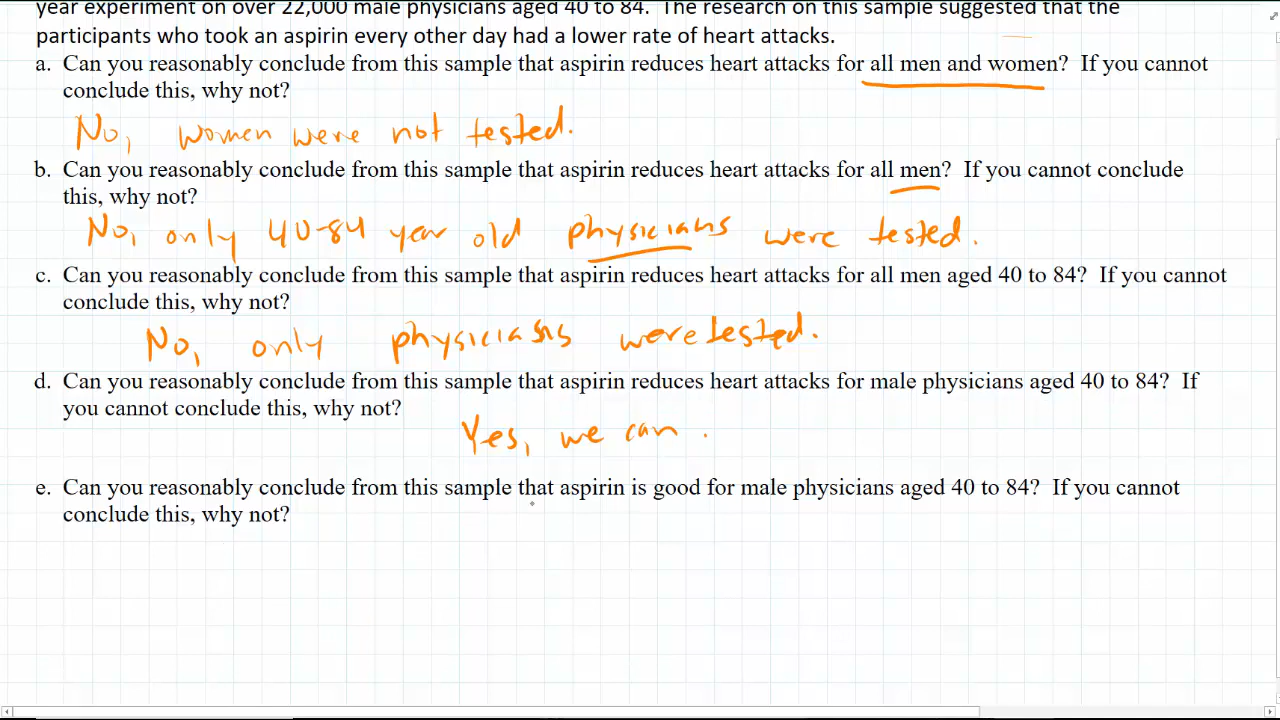 year experiment on over 22,000 male physicians aged 40 to 84.  The research on this sample suggested that the
participants who took an aspirin every other day had a lower rate of heart attacks.
a.  Can you reasonably conclude from this sample that aspirin reduces heart attacks for all men and women?  If you cannot
conclude this, why not?
No, women were not tested.
b.  Can you reasonably conclude from this sample that aspirin reduces heart attacks for all men?  If you cannot conclude
this, why not?
No, only 40-84 year old physicians were tested.
c.  Can you reasonably conclude from this sample that aspirin reduces heart attacks for all men aged 40 to 84?  If you cannot
conclude this, why not?
No, only physicians were tested.
d.  Can you reasonably conclude from this sample that aspirin reduces heart attacks for male physicians aged 40 to 84?  If
you cannot conclude this, why not?
Yes, we can.
e.  Can you reasonably conclude from this sample that aspirin is good for male physicians aged 40 to 84?  If you cannot
conclude this, why not?